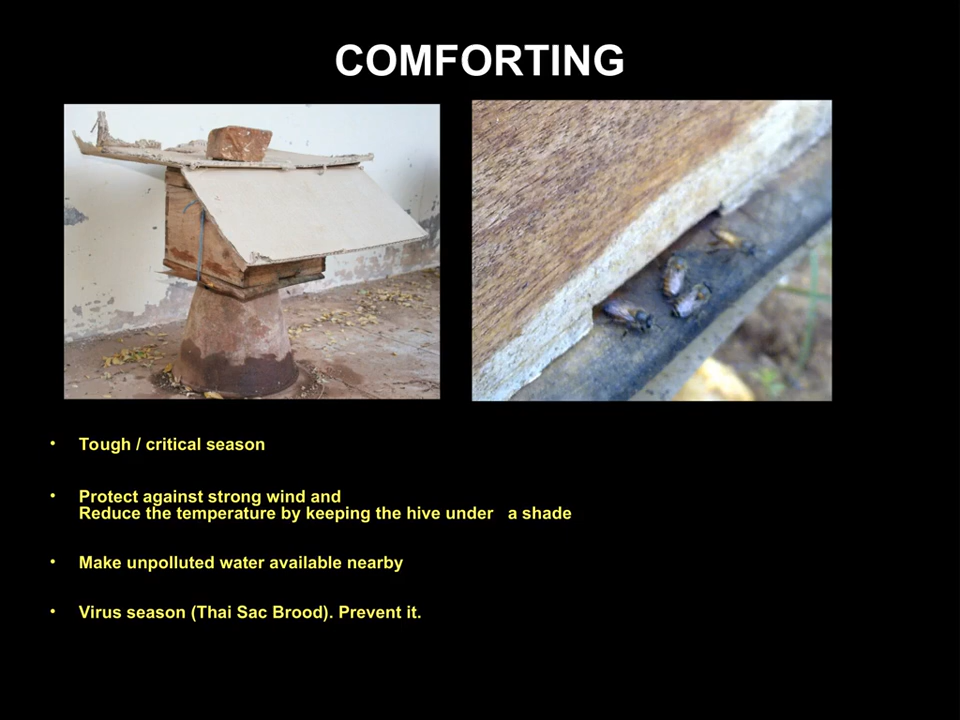 COMFORTING
• Tough / critical season
• Protect against strong wind and
Reduce the temperature by keeping the hive under   a shade
• Make unpolluted water available nearby
• Virus season (Thai Sac Brood). Prevent it.